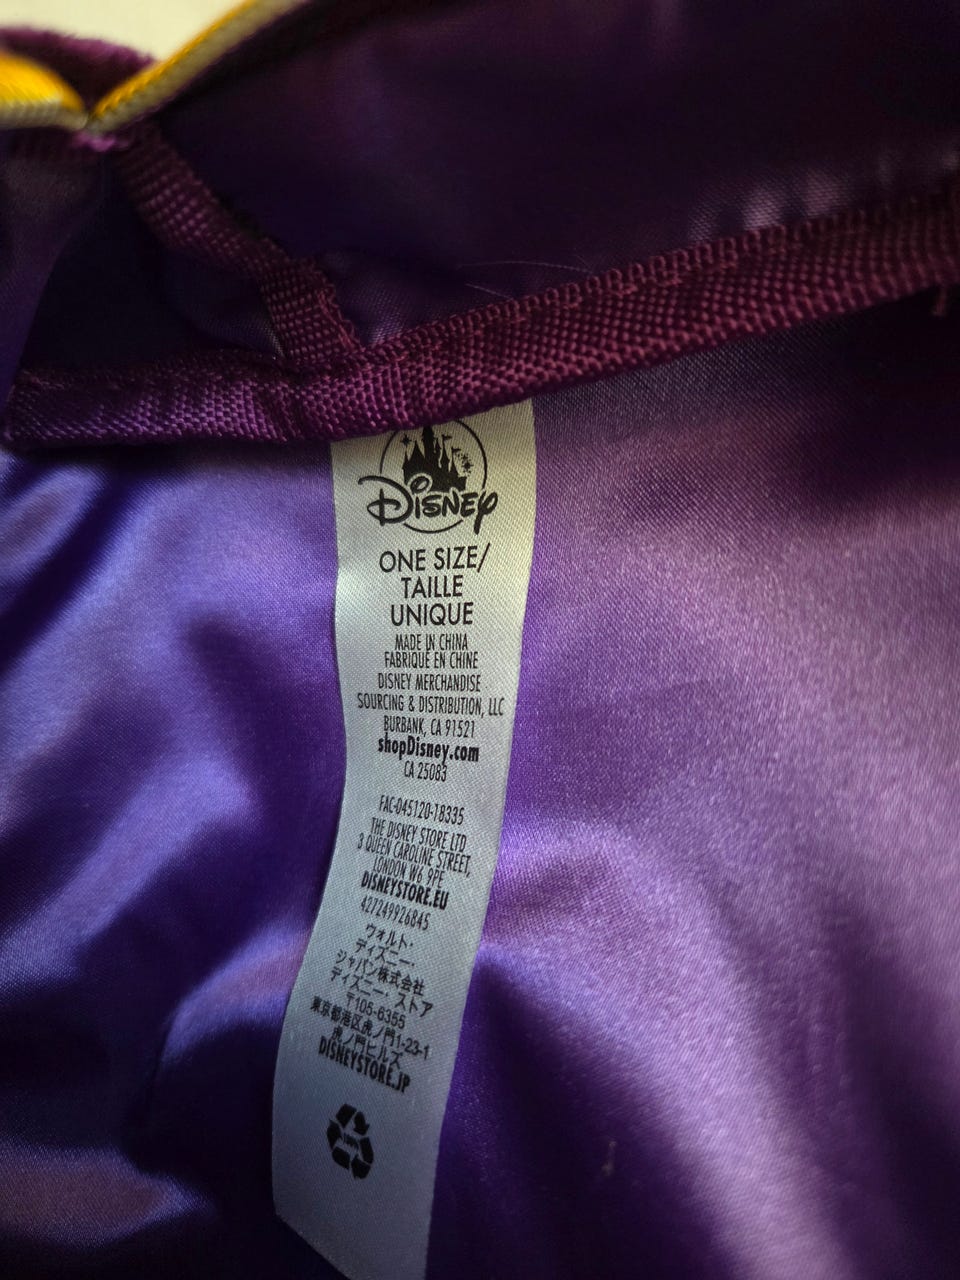 Disney
ONE SIZE/
TAILLE
UNIQUE
MADE IN CHINA
FABRIQUÉ EN CHINE
DISNEY MERCHANDISE
SOURCING & DISTRIBUTION, LLC
BURBANK, CA 91521
shopDisney.com
CA 25083
FAC-045120-18335
THE DISNEY STORE LTD
3 QUEEN CAROLINE STREET,
LONDON W6 9PE
DISNEYSTORE.EU
427249926845
ウォルト・
ディズニー・
ジャパン株式会社
ディズニー・ストア
〒105-6355
東京都港区虎ノ門1-23-1
虎ノ門ヒルズ
DISNEYSTORE.JP
100%